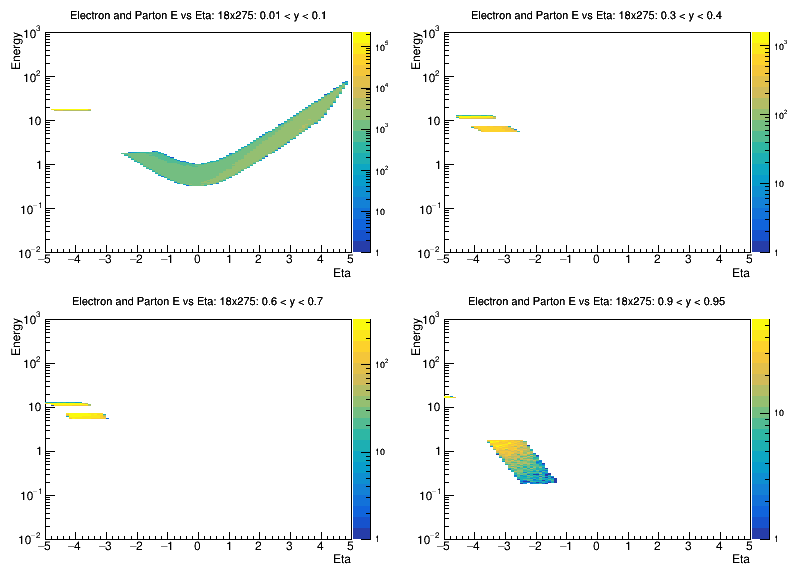 Electron and Parton E vs Eta: 18x275: 0.01 < y < 0.1
Energy
10³
10²
10
1
10⁻¹
10⁻²
−5 −4 −3 −2 −1 0 1 2 3 4 5
Eta
10⁵
10⁴
10³
10²
10
1
Electron and Parton E vs Eta: 18x275: 0.3 < y < 0.4
Energy
10³
10²
10
1
10⁻¹
10⁻²
−5 −4 −3 −2 −1 0 1 2 3 4 5
Eta
10³
10²
10
1
Electron and Parton E vs Eta: 18x275: 0.6 < y < 0.7
Energy
10³
10²
10
1
10⁻¹
10⁻²
−5 −4 −3 −2 −1 0 1 2 3 4 5
Eta
10²
10
1
Electron and Parton E vs Eta: 18x275: 0.9 < y < 0.95
Energy
10³
10²
10
1
10⁻¹
10⁻²
−5 −4 −3 −2 −1 0 1 2 3 4 5
Eta
10
1